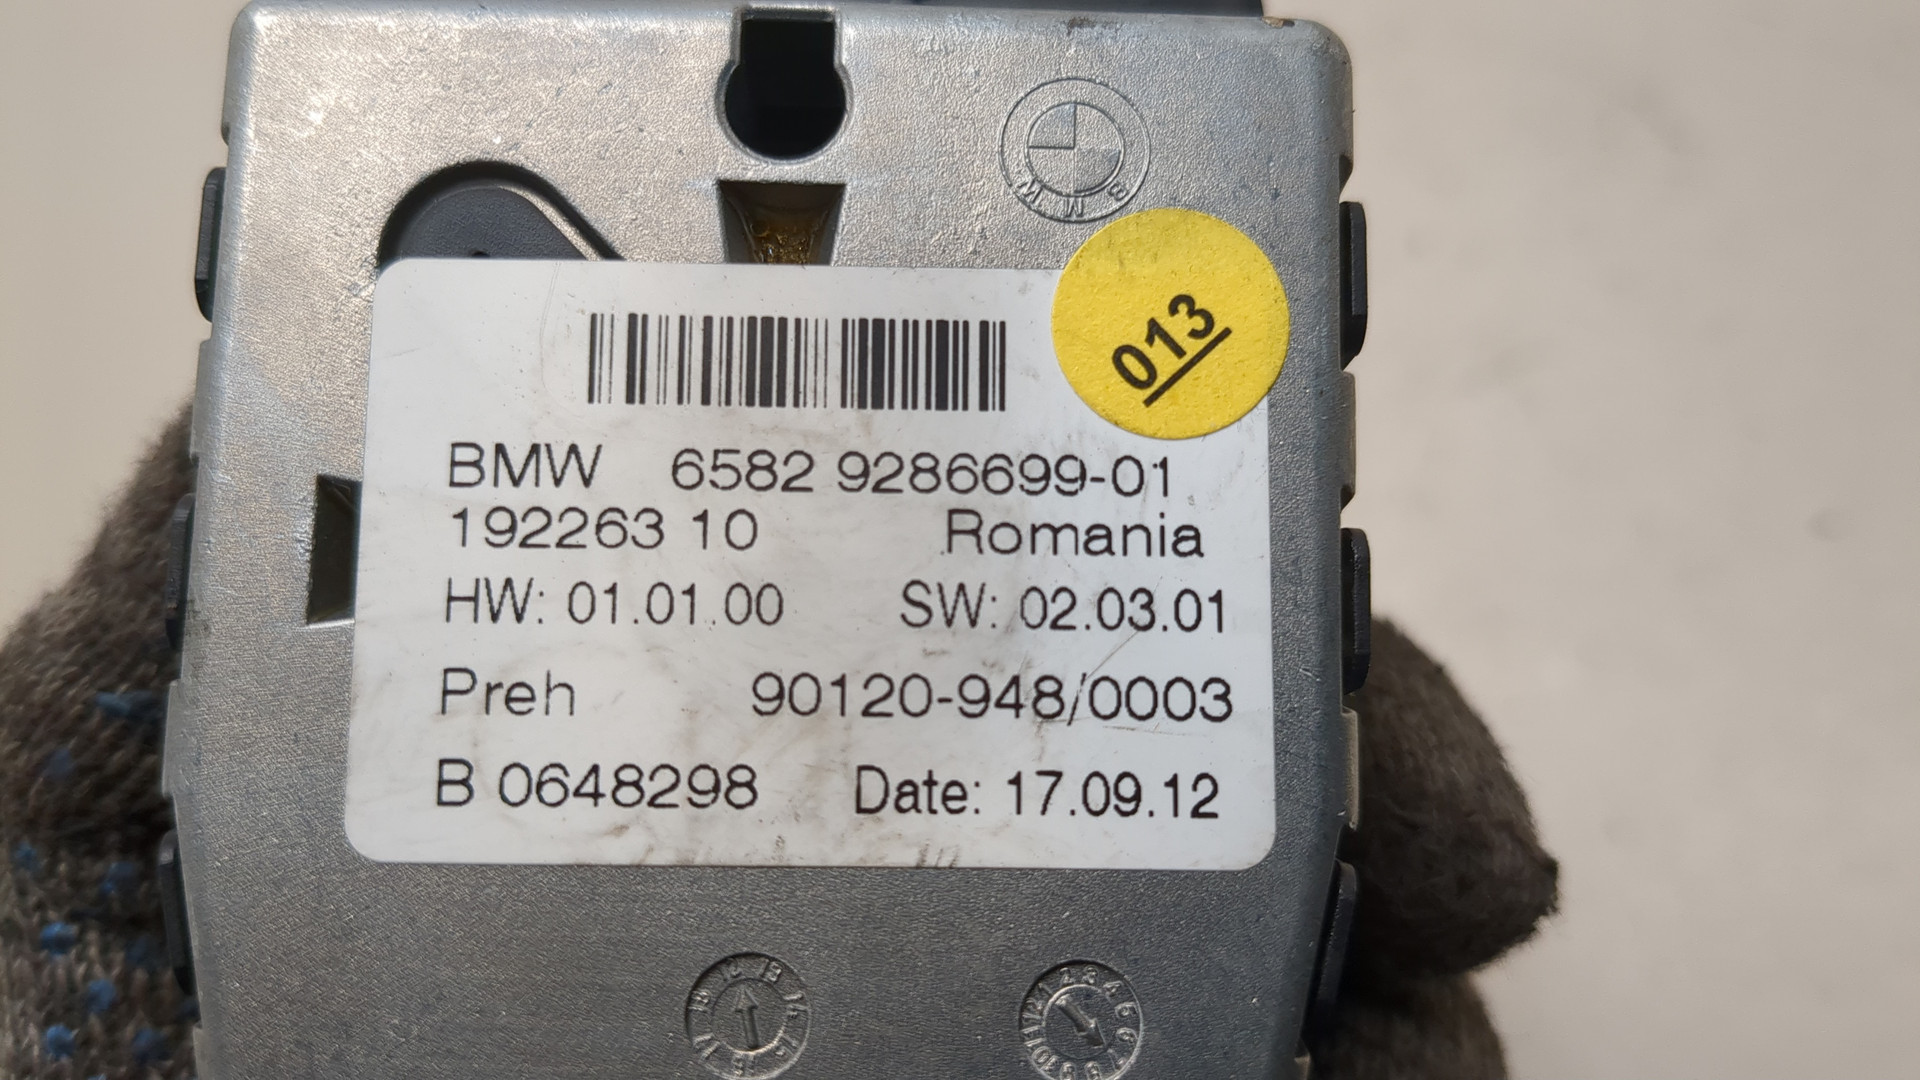 BMW
013
BMW 6582 9286699-01
192263 10 Romania
HW: 01.01.00 SW: 02.03.01
Preh 90120-948/0003
B 0648298 Date: 17.09.12